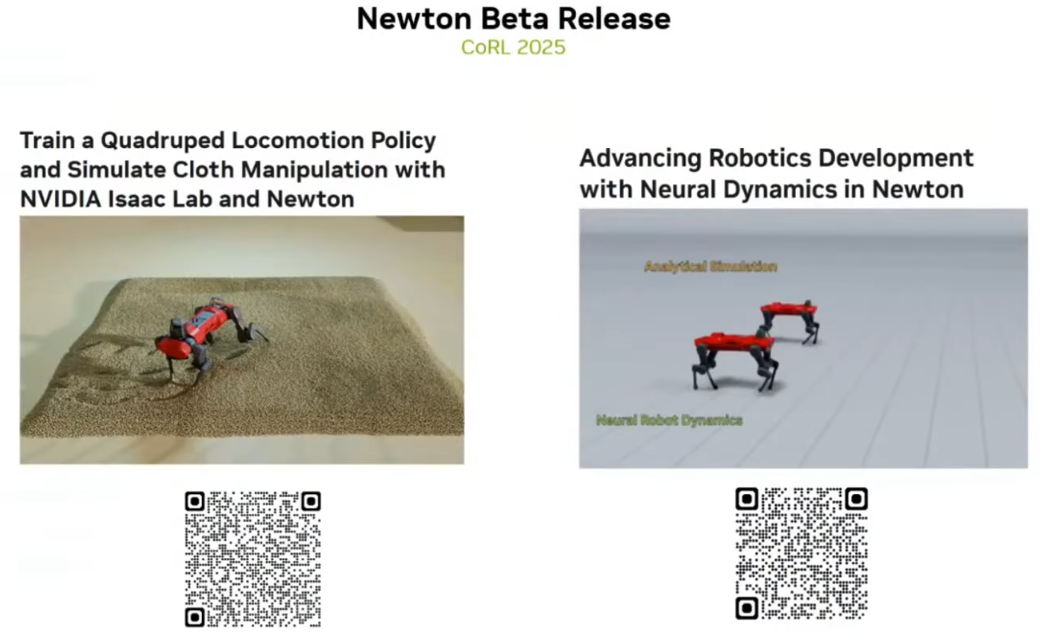 Newton Beta Release
CoRL 2025
Train a Quadruped Locomotion Policy
and Simulate Cloth Manipulation with
NVIDIA Isaac Lab and Newton
Advancing Robotics Development
with Neural Dynamics in Newton
Analytical Simulation
Neural Robot Dynamics